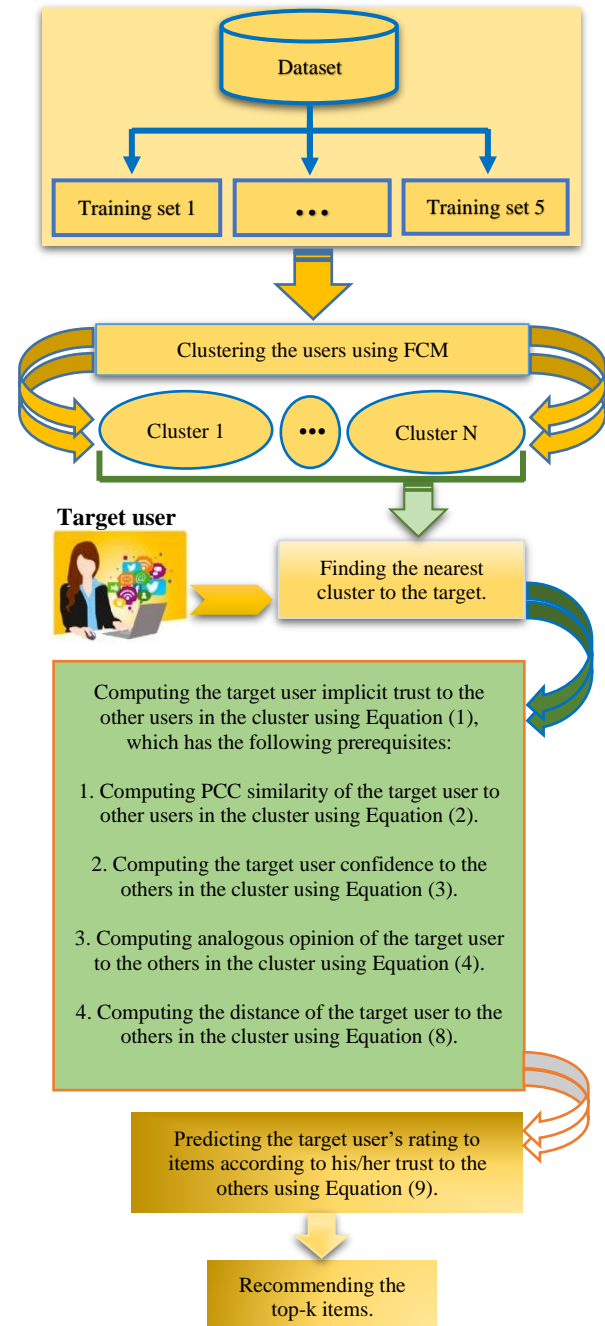 Dataset
Training set 1
...
Training set 5
Clustering the users using FCM
Cluster 1
...
Cluster N
Target user
Finding the nearest
cluster to the target.
Computing the target user implicit trust to the
other users in the cluster using Equation (1),
which has the following prerequisites:
1. Computing PCC similarity of the target user to
other users in the cluster using Equation (2).
2. Computing the target user confidence to the
others in the cluster using Equation (3).
3. Computing analogous opinion of the target user
to the others in the cluster using Equation (4).
4. Computing the distance of the target user to the
others in the cluster using Equation (8).
Predicting the target user's rating to
items according to his/her trust to the
others using Equation (9).
Recommending the
top-k items.